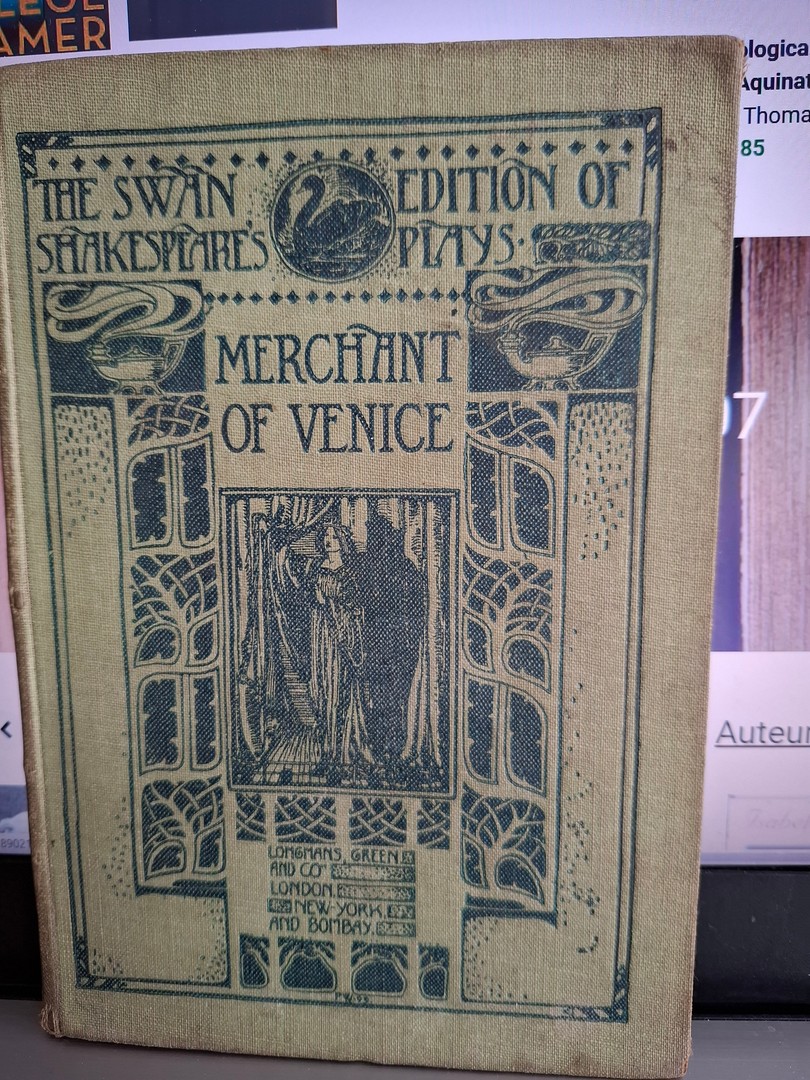 AMER
THE SWAN EDITION OF
SHAKESPEARE'S PLAYS.
MERCHANT
OF VENICE
LONGMANS, GREEN
AND CO
LONDON.
NEW-YORK.
AND BOMBAY.
Thoma
85
Auteur